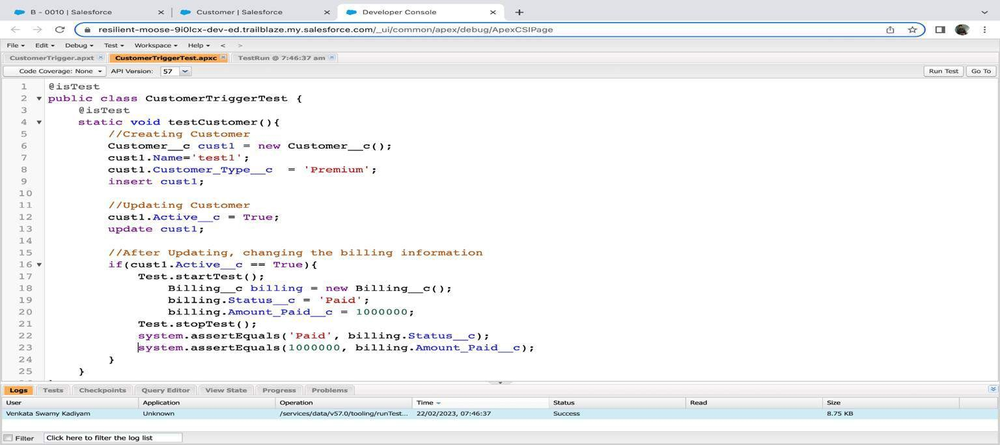 B - 0010 | Salesforce
Customer | Salesforce
Developer Console
resilient-moose-9i0lcx-dev-ed.trailblaze.my.salesforce.com/_ui/common/apex/debug/ApexCSIPage
File Edit Debug Test Workspace Help < >
CustomerTrigger.apxt CustomerTriggerTest.apxc TestRun @ 7:46:37 am
Code Coverage: None API Version: 57 Run Test Go To
1 @isTest
2 public class CustomerTriggerTest {
3 @isTest
4 static void testCustomer(){
5 //Creating Customer
6 Customer__c cust1 = new Customer__c();
7 cust1.Name='test1';
8 cust1.Customer_Type__c = 'Premium';
9 insert cust1;
10
11 //Updating Customer
12 cust1.Active__c = True;
13 update cust1;
14
15 //After Updating, changing the billing information
16 if(cust1.Active__c == True){
17 Test.startTest();
18 Billing__c billing = new Billing__c();
19 billing.Status__c = 'Paid';
20 billing.Amount_Paid__c = 1000000;
21 Test.stopTest();
22 system.assertEquals('Paid', billing.Status__c);
23 system.assertEquals(1000000, billing.Amount_Paid__c);
24 }
25 }
Logs Tests Checkpoints Query Editor View State Progress Problems
User Application Operation Time Status Read Size
Venkata Swamy Kadiyam Unknown /services/data/v57.0/tooling/runTest... 22/02/2023, 07:46:37 Success 8.75 KB
Filter Click here to filter the log list